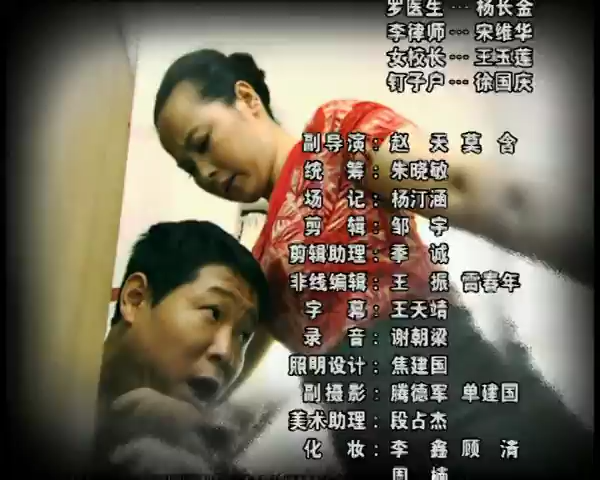 罗医生…杨长金
李律师…宋维华
女校长…王玉莲
钉子户…徐国庆
副导演：赵 天 莫 含
统 筹：朱晓敏
场 记：杨汀涵
剪 辑：邹 宇
剪辑助理：季 诚
非线编辑：王 振 雷春年
字 幕：王天靖
录 音：谢朝梁
照明设计：焦建国
副摄影：腾德军 单建国
美术助理：段占杰
化 妆：李 鑫 顾 清
周 楠